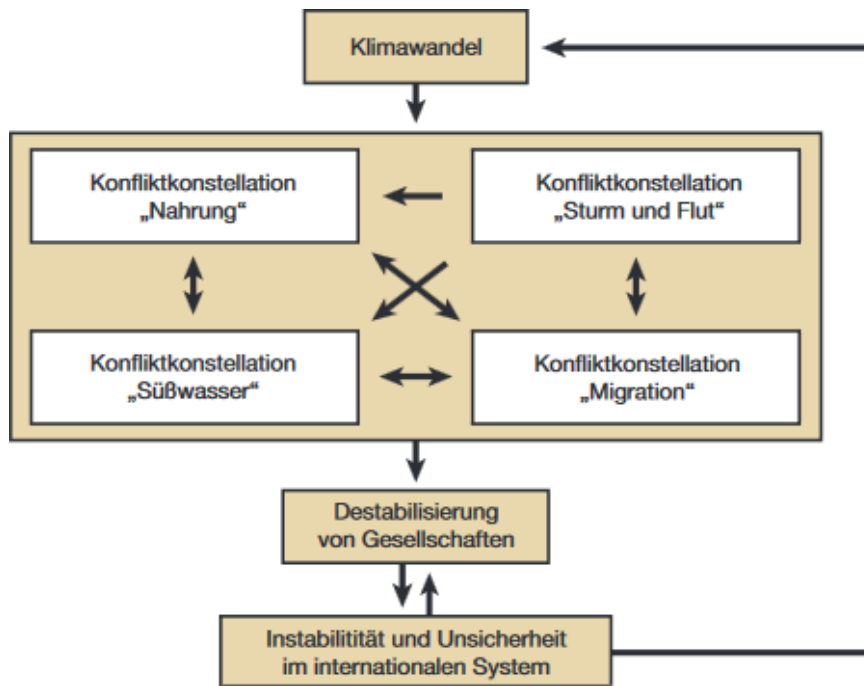 Klimawandel
Konfliktkonstellation
„Nahrung“
Konfliktkonstellation
„Sturm und Flut“
Konfliktkonstellation
„Süßwasser“
Konfliktkonstellation
„Migration“
Destabilisierung
von Gesellschaften
Instabilitität und Unsicherheit
im internationalen System